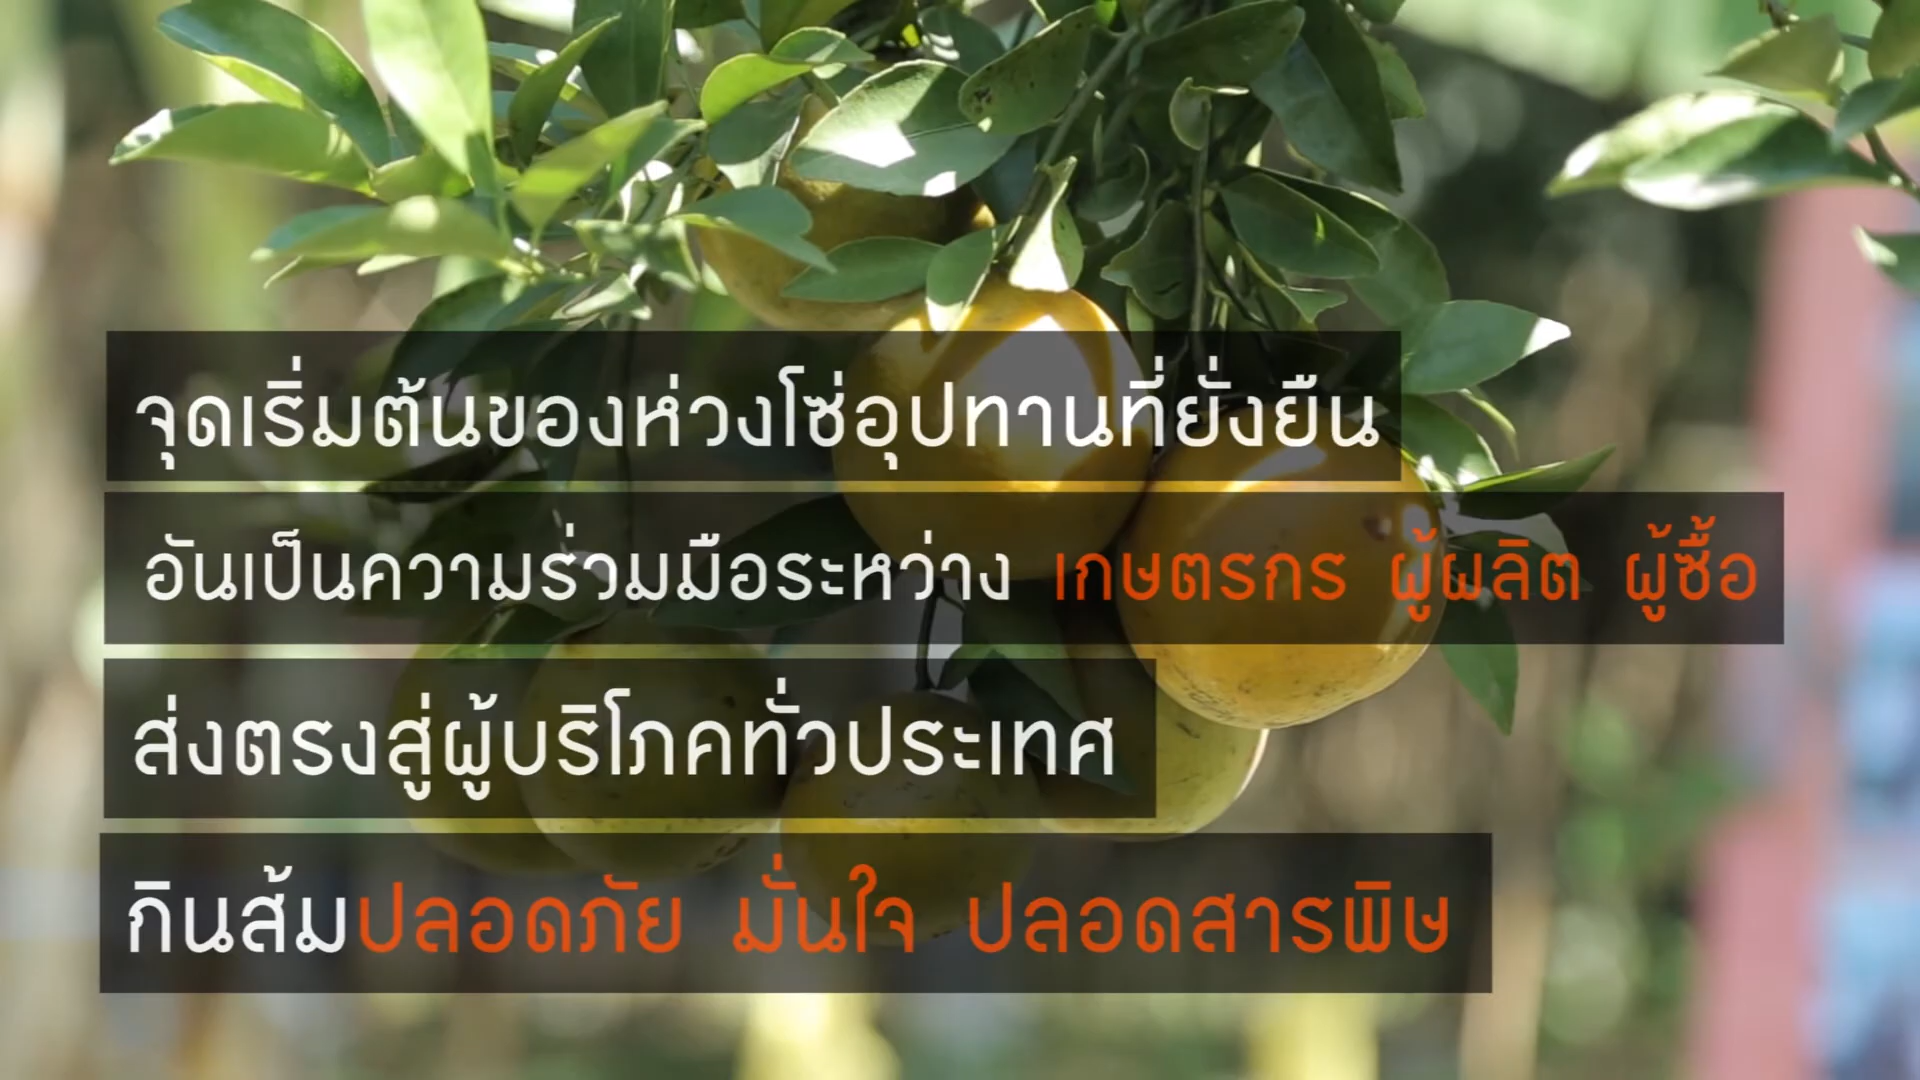 จุดเริ่มต้นของห่วงโซ่อุปทานที่ยั่งยืน
อันเป็นความร่วมมือระหว่าง เกษตรกร ผู้ผลิต ผู้ซื้อ
ส่งตรงสู่ผู้บริโภคทั่วประเทศ
กินส้มปลอดภัย มั่นใจ ปลอดสารพิษ